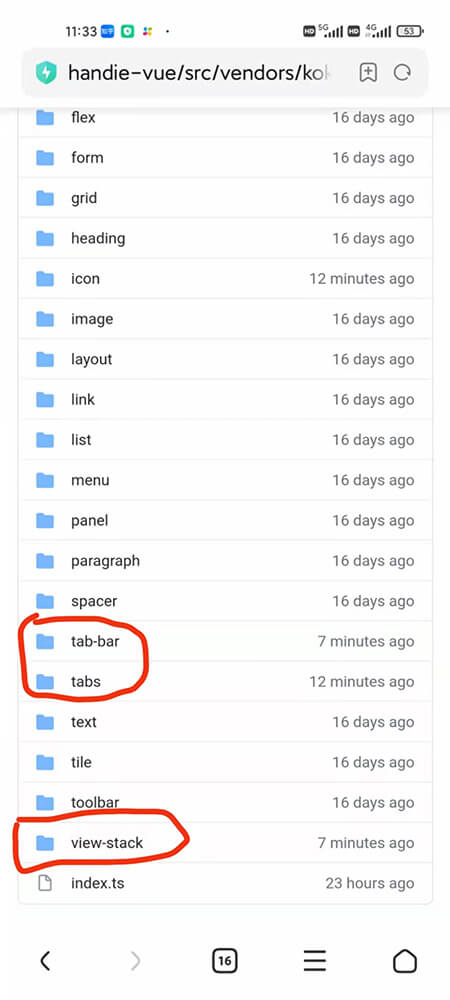 11:33 知乎 HD 5G HD 4G 53
handie-vue/src/vendors/kok
flex 16 days ago
form 16 days ago
grid 16 days ago
heading 16 days ago
icon 12 minutes ago
image 16 days ago
layout 16 days ago
link 16 days ago
list 16 days ago
menu 16 days ago
panel 16 days ago
paragraph 16 days ago
spacer 16 days ago
tab-bar 7 minutes ago
tabs 12 minutes ago
text 16 days ago
tile 16 days ago
toolbar 16 days ago
view-stack 7 minutes ago
index.ts 23 hours ago
16